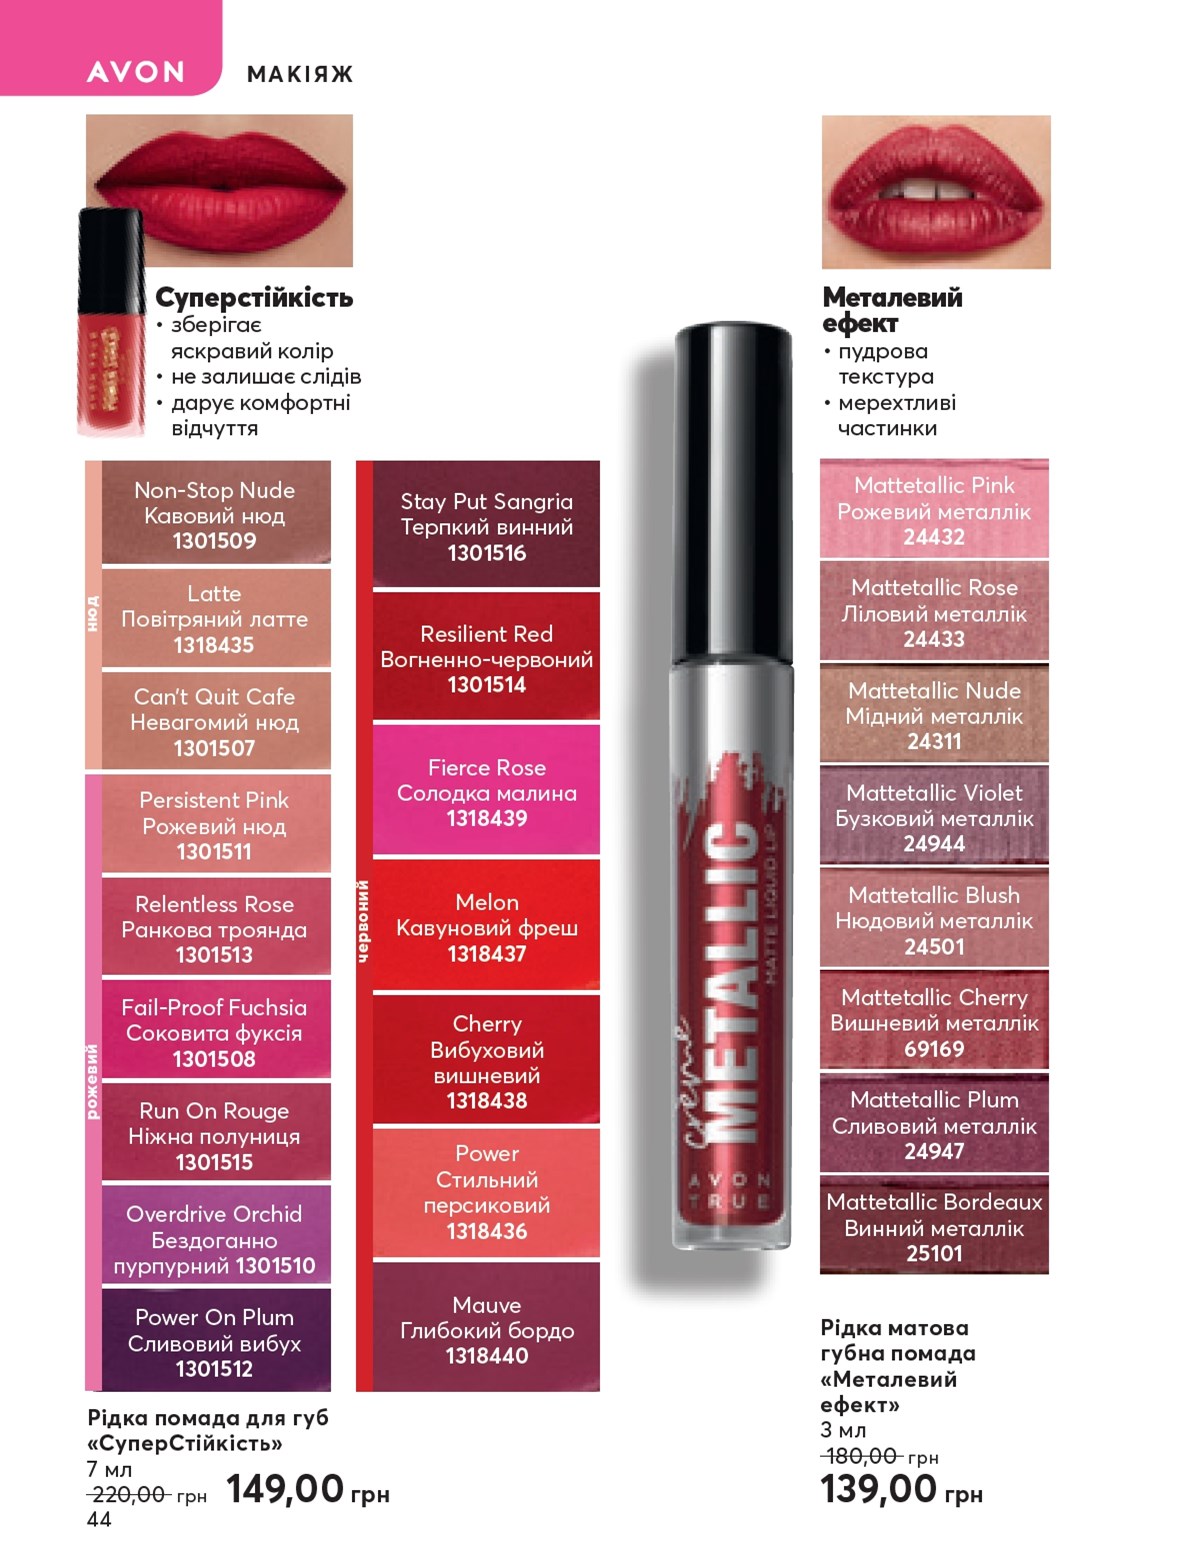 AVON
МАКІЯЖ
Суперстійкість
• зберігає
яскравий колір
• не залишає слідів
• дарує комфортні
відчуття
нюд
Non-Stop Nude
Кавовий нюд
1301509
Latte
Повітряний латте
1318435
Can't Quit Cafe
Невагомий нюд
1301507
рожевий
Persistent Pink
Рожевий нюд
1301511
Relentless Rose
Ранкова троянда
1301513
Fail-Proof Fuchsia
Соковита фуксія
1301508
Run On Rouge
Ніжна полуниця
1301515
Overdrive Orchid
Бездоганно
пурпурний 1301510
Power On Plum
Сливовий вибух
1301512
червоний
Stay Put Sangria
Терпкий винний
1301516
Resilient Red
Вогненно-червоний
1301514
Fierce Rose
Солодка малина
1318439
Melon
Кавуновий фреш
1318437
Cherry
Вибуховий
вишневий
1318438
Power
Стильний
персиковий
1318436
Mauve
Глибокий бордо
1318440
Рідка помада для губ
«СуперСтійкість»
7 мл
220,00 грн 149,00 грн
44
crème
METALLIC
MATTE LIQUID LIP
AVON
TRUE
Металевий
ефект
• пудрова
текстура
• мерехтливі
частинки
Mattetallic Pink
Рожевий металлік
24432
Mattetallic Rose
Ліловий металлік
24433
Mattetallic Nude
Мідний металлік
24311
Mattetallic Violet
Бузковий металлік
24944
Mattetallic Blush
Нюдовий металлік
24501
Mattetallic Cherry
Вишневий металлік
69169
Mattetallic Plum
Сливовий металлік
24947
Mattetallic Bordeaux
Винний металлік
25101
Рідка матова
губна помада
«Металевий
ефект»
3 мл
180,00 грн
139,00 грн